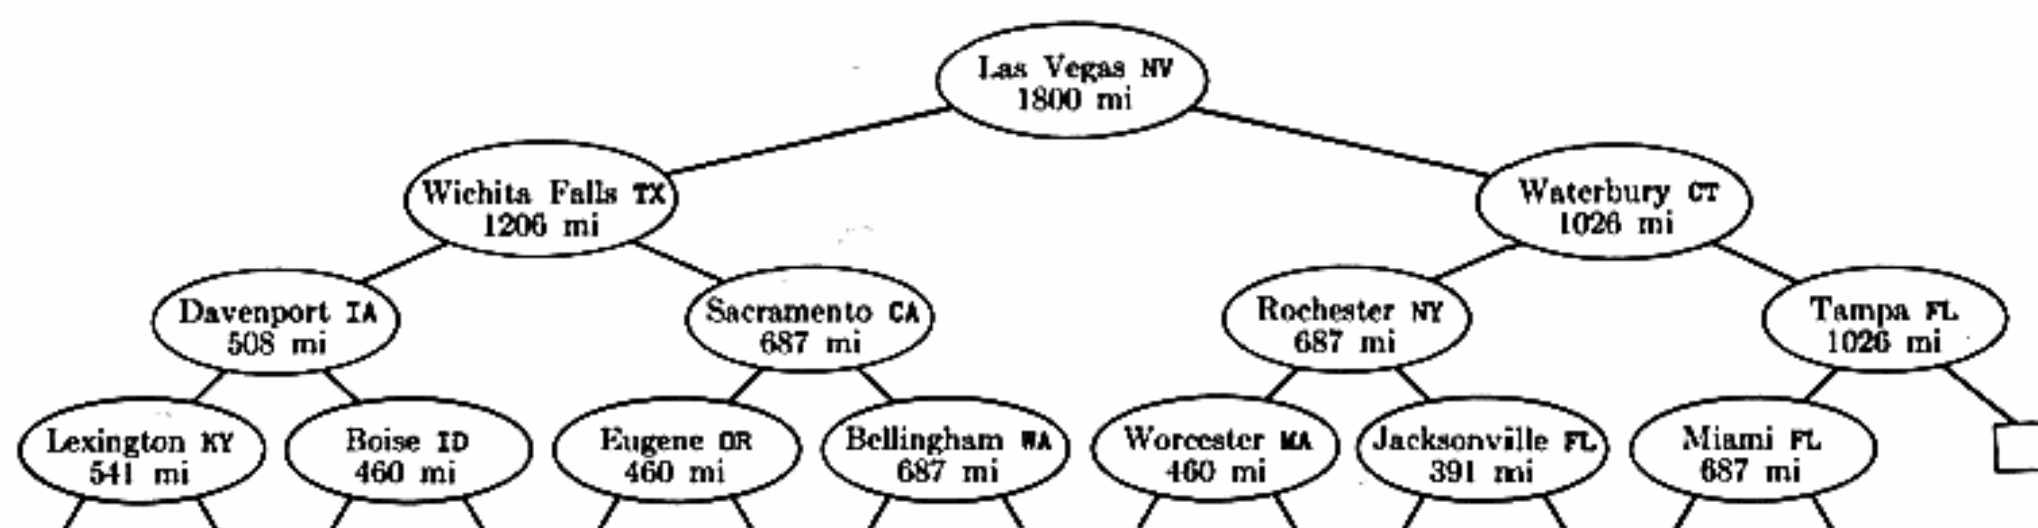 Las Vegas NV
1800 mi
Wichita Falls TX
1206 mi
Waterbury CT
1026 mi
Davenport IA
508 mi
Sacramento CA
687 mi
Rochester NY
687 mi
Tampa FL
1026 mi
Lexington KY
541 mi
Boise ID
460 mi
Eugene OR
460 mi
Bellingham WA
687 mi
Worcester MA
460 mi
Jacksonville FL
391 mi
Miami FL
687 mi